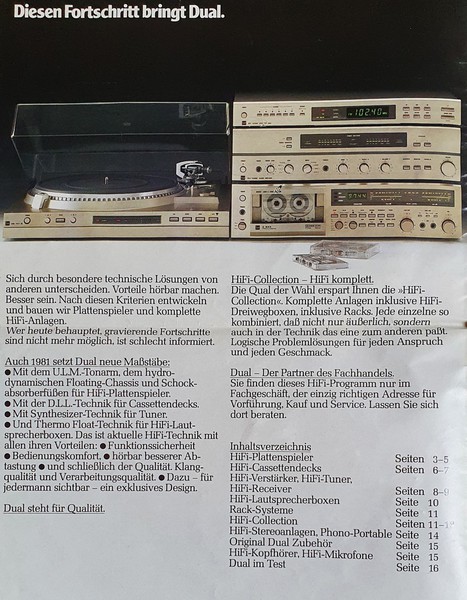 Diesen Fortschritt bringt Dual.
102.40
Sich durch besondere technische Lösungen von
anderen unterscheiden. Vorteile hörbar machen.
Besser sein. Nach diesen Kriterien entwickeln
und bauen wir Plattenspieler und komplette
HiFi-Anlagen.
Wer heute behauptet, gravierende Fortschritte
sind nicht mehr möglich, ist schlecht informiert.
Auch 1981 setzt Dual neue Maßstäbe:
● Mit dem U.L.M.-Tonarm, dem hydro-
dynamischen Floating-Chassis und Schock-
absorberfüßen für HiFi-Plattenspieler.
● Mit der D.L.L.-Technik für Cassettendecks.
● Mit Synthesizer-Technik für Tuner.
● Und Thermo Float-Technik für HiFi-Laut-
sprecherboxen. Das ist aktuelle HiFi-Technik mit
allen ihren Vorteilen: ● Funktionssicherheit
● Bedienungskomfort, ● hörbar besserer Ab-
tastung ● und schließlich der Qualität. Klang-
qualität und Verarbeitungsqualität. ● Dazu – für
jedermann sichtbar – ein exklusives Design.
Dual steht für Qualität.
HiFi-Collection – HiFi komplett.
Die Qual der Wahl erspart Ihnen die »HiFi-
Collection«. Komplette Anlagen inklusive HiFi-
Dreiwegboxen, inklusive Racks. Jede einzelne so
kombiniert, daß nicht nur äußerlich, sondern
auch in der Technik das eine zum anderen paßt.
Logische Problemlösungen für jeden Anspruch
und jeden Geschmack.
Dual – Der Partner des Fachhandels.
Sie finden dieses HiFi-Programm nur im
Fachgeschäft, der einzig richtigen Adresse für
Vorführung, Kauf und Service. Lassen Sie sich
dort beraten.
Inhaltsverzeichnis
HiFi-Plattenspieler Seiten 3–5
HiFi-Cassettendecks Seiten 6–7
HiFi-Verstärker, HiFi-Tuner,
HiFi-Receiver Seiten 8–9
HiFi-Lautsprecherboxen Seite 10
Rack-Systeme Seite 11
HiFi-Collection Seiten
HiFi-Stereoanlagen, Phono-Portable Seite 14
Original Dual Zubehör Seite 15
HiFi-Kopfhörer, HiFi-Mikrofone Seite 15
Dual im Test Seite 16